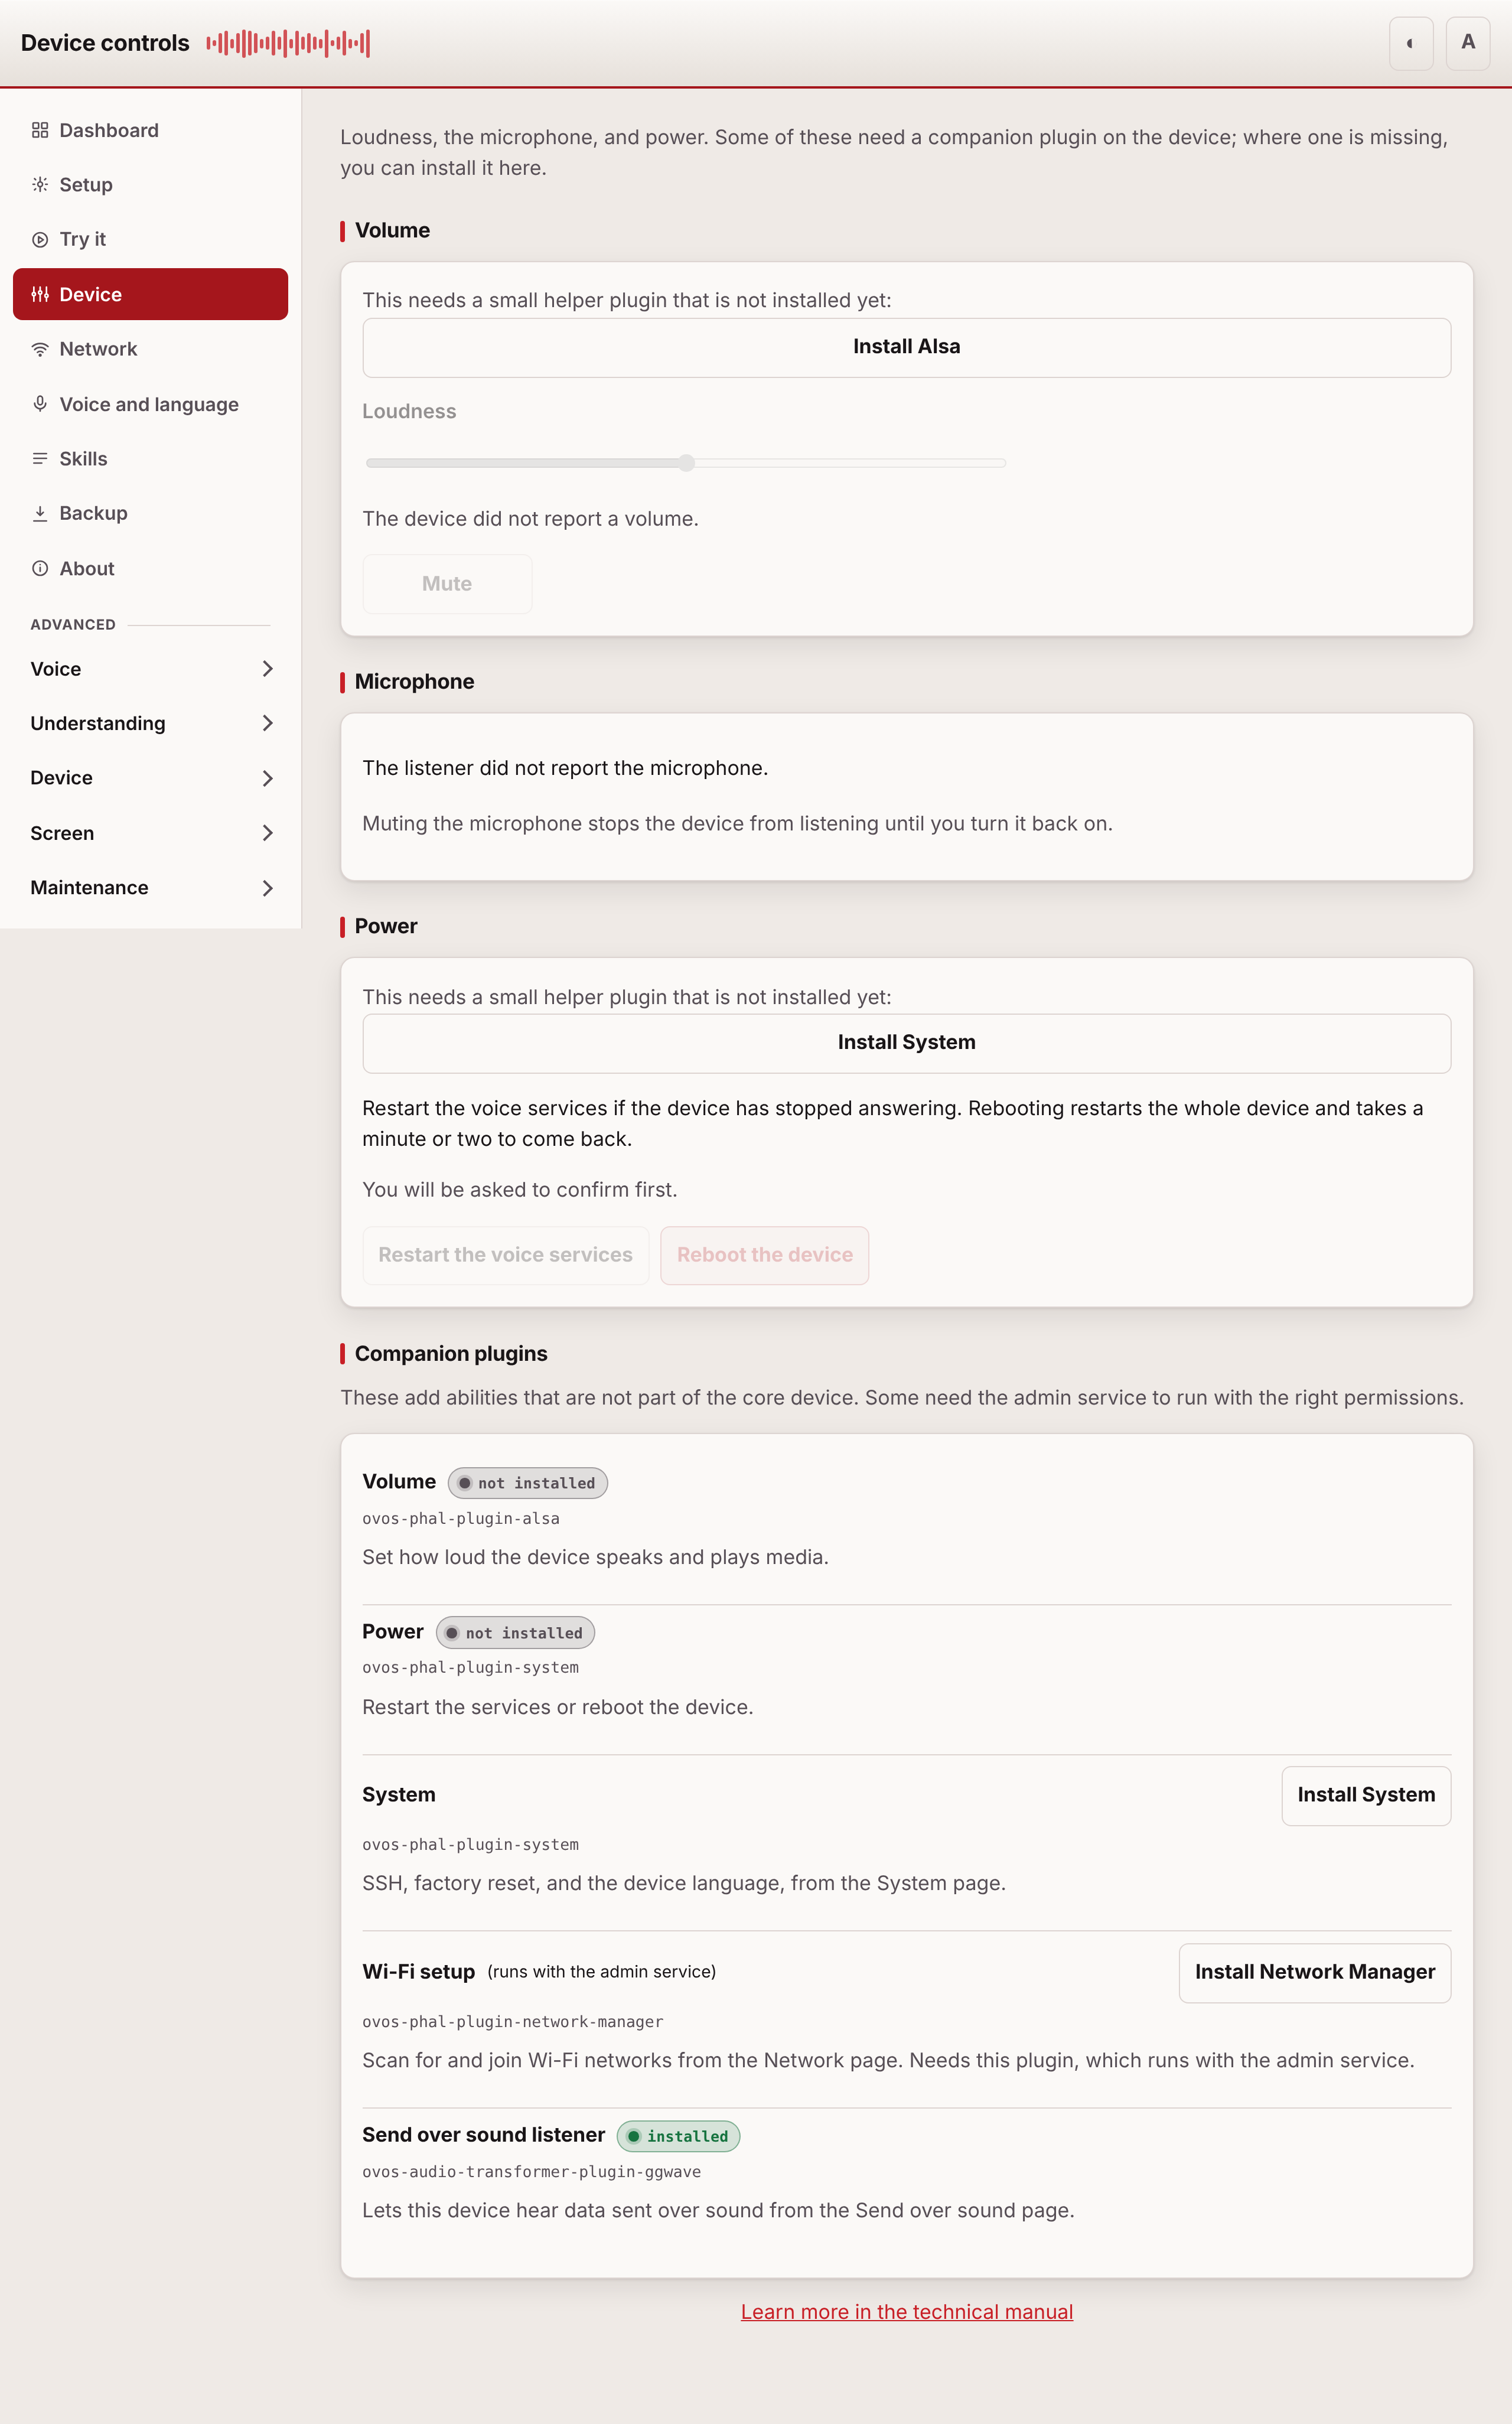 Device controls
A
Dashboard
Setup
Try it
Device
Network
Voice and language
Skills
Backup
About
ADVANCED
Voice
Understanding
Device
Screen
Maintenance
Loudness, the microphone, and power. Some of these need a companion plugin on the device; where one is missing,
you can install it here.
Volume
This needs a small helper plugin that is not installed yet:
Install Alsa
Loudness
The device did not report a volume.
Mute
Microphone
The listener did not report the microphone.
Muting the microphone stops the device from listening until you turn it back on.
Power
This needs a small helper plugin that is not installed yet:
Install System
Restart the voice services if the device has stopped answering. Rebooting restarts the whole device and takes a
minute or two to come back.
You will be asked to confirm first.
Restart the voice services
Reboot the device
Companion plugins
These add abilities that are not part of the core device. Some need the admin service to run with the right permissions.
Volume not installed
ovos-phal-plugin-alsa
Set how loud the device speaks and plays media.
Power not installed
ovos-phal-plugin-system
Restart the services or reboot the device.
System
Install System
ovos-phal-plugin-system
SSH, factory reset, and the device language, from the System page.
Wi-Fi setup (runs with the admin service)
Install Network Manager
ovos-phal-plugin-network-manager
Scan for and join Wi-Fi networks from the Network page. Needs this plugin, which runs with the admin service.
Send over sound listener installed
ovos-audio-transformer-plugin-ggwave
Lets this device hear data sent over sound from the Send over sound page.
Learn more in the technical manual